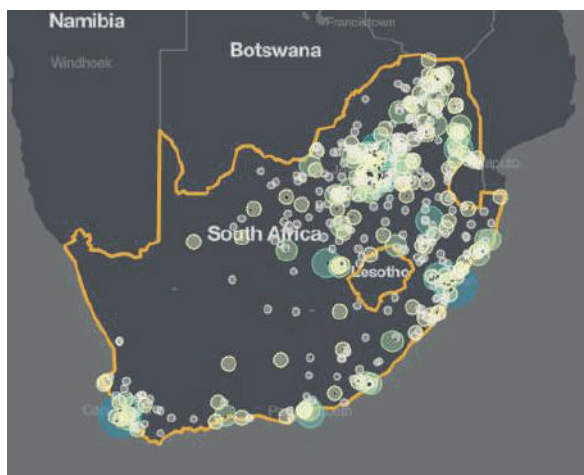 Namibia
Francistown
Botswana
Windhoek
South Africa
Lesotho